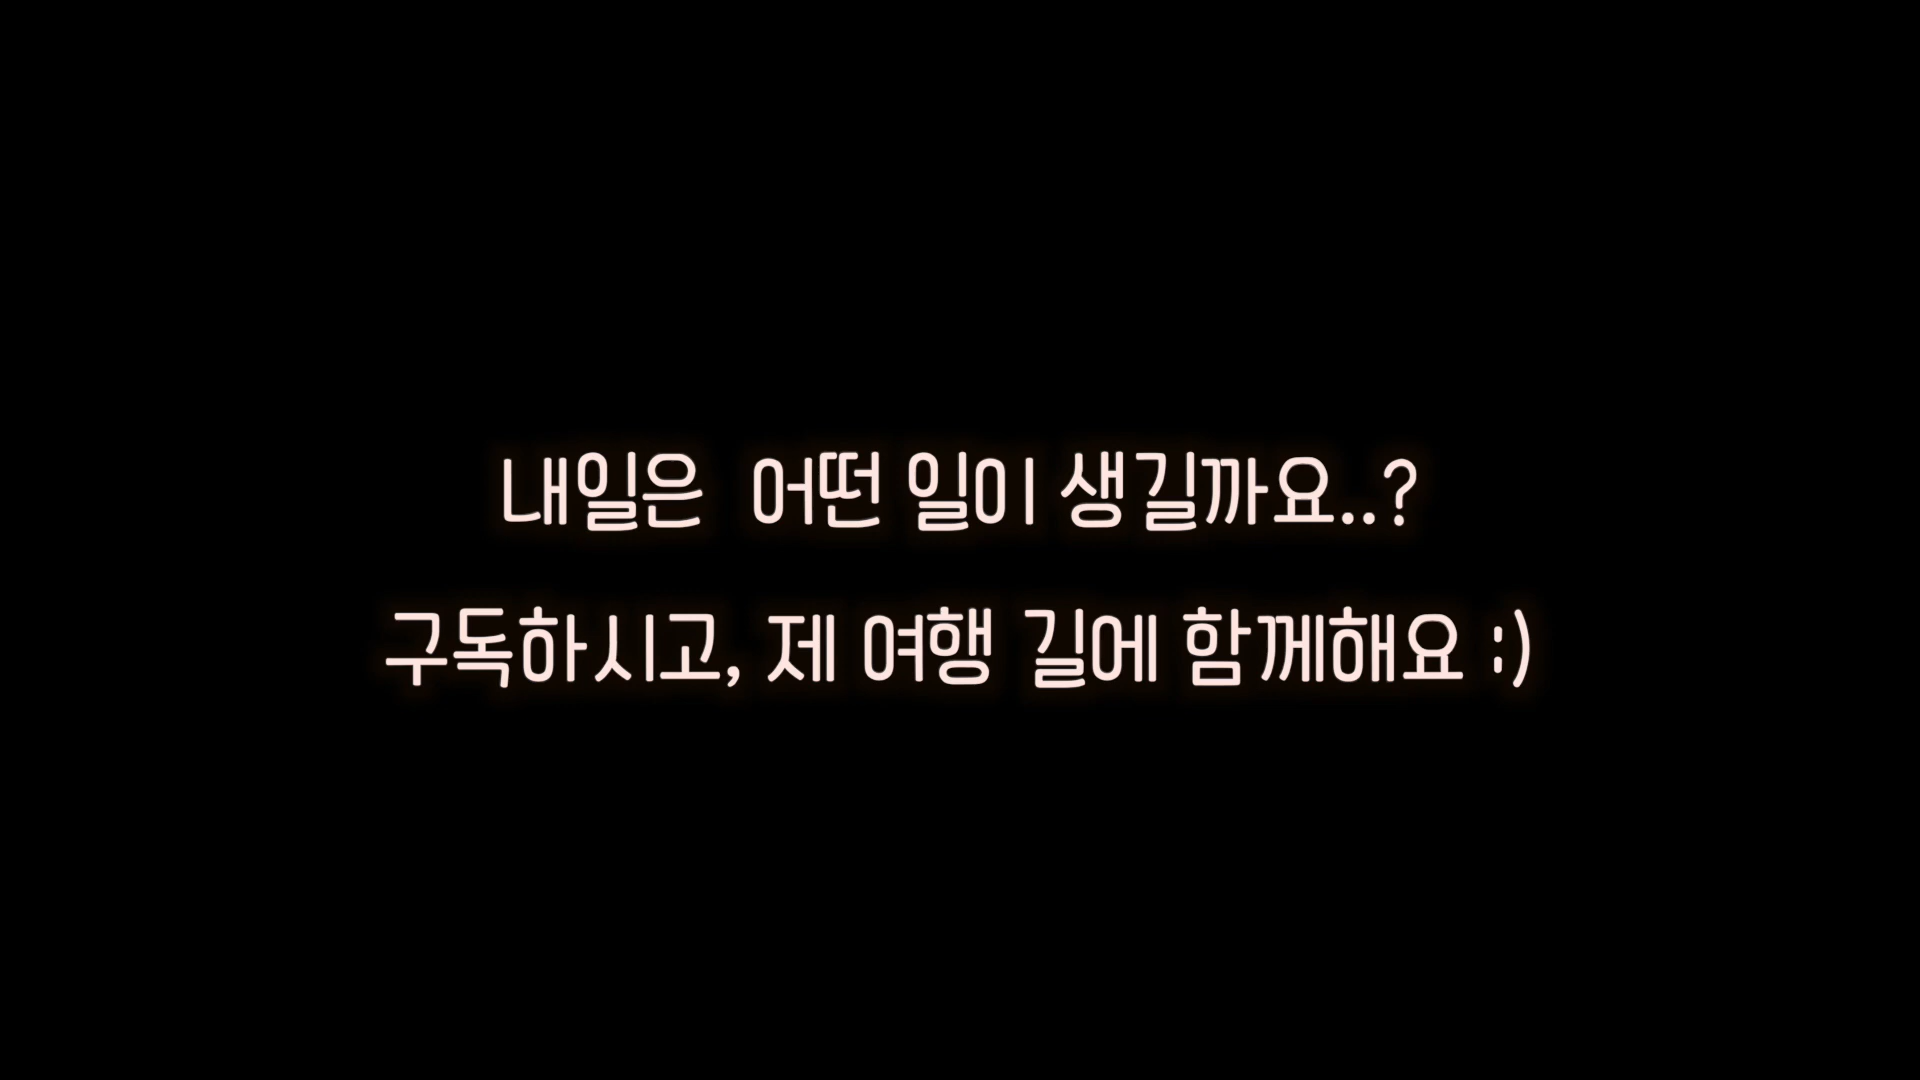 내일은 어떤 일이 생길까요..?
구독하시고, 제 여행 길에 함께해요 :)